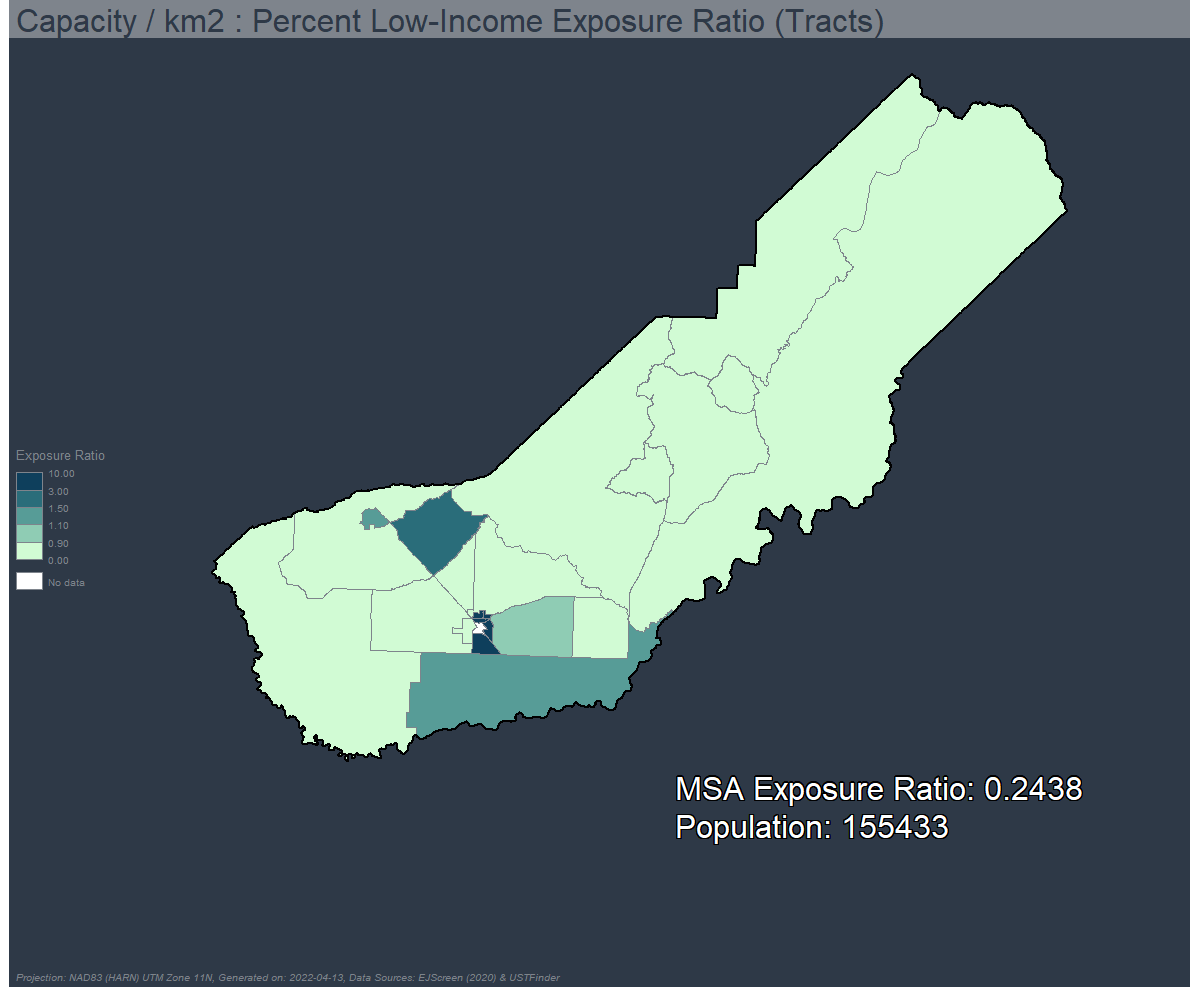 Capacity / km2 : Percent Low-Income Exposure Ratio (Tracts)
Exposure Ratio
10.00
3.00
1.50
1.10
0.90
0.00
No data
MSA Exposure Ratio: 0.2438
Population: 155433
Projection: NAD83 (HARN) UTM Zone 11N, Generated on: 2022-04-13, Data Sources: EJScreen (2020) & USTFinder